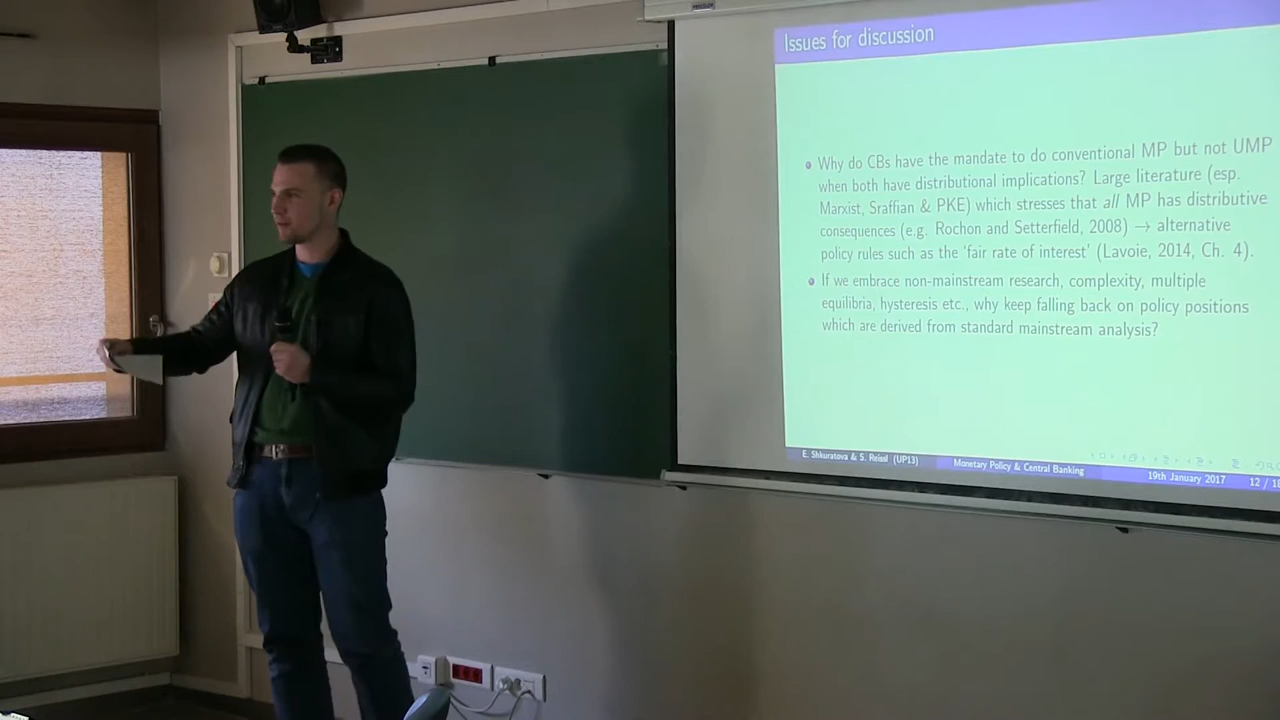 Issues for discussion
Why do CBs have the mandate to do conventional MP but not UMP
when both have distributional implications? Large literature (esp.
Marxist, Sraffian & PKE) which stresses that all MP has distributive
consequences (e.g. Rochon and Setterfield, 2008) → alternative
policy rules such as the 'fair rate of interest' (Lavoie, 2014, Ch. 4).
If we embrace non-mainstream research, complexity, multiple
equilibria, hysteresis etc., why keep falling back on policy positions
which are derived from standard mainstream analysis?
E. Shkuratova & S. Reissl (UP13) Monetary Policy & Central Banking 19th January 2017 12 / 18